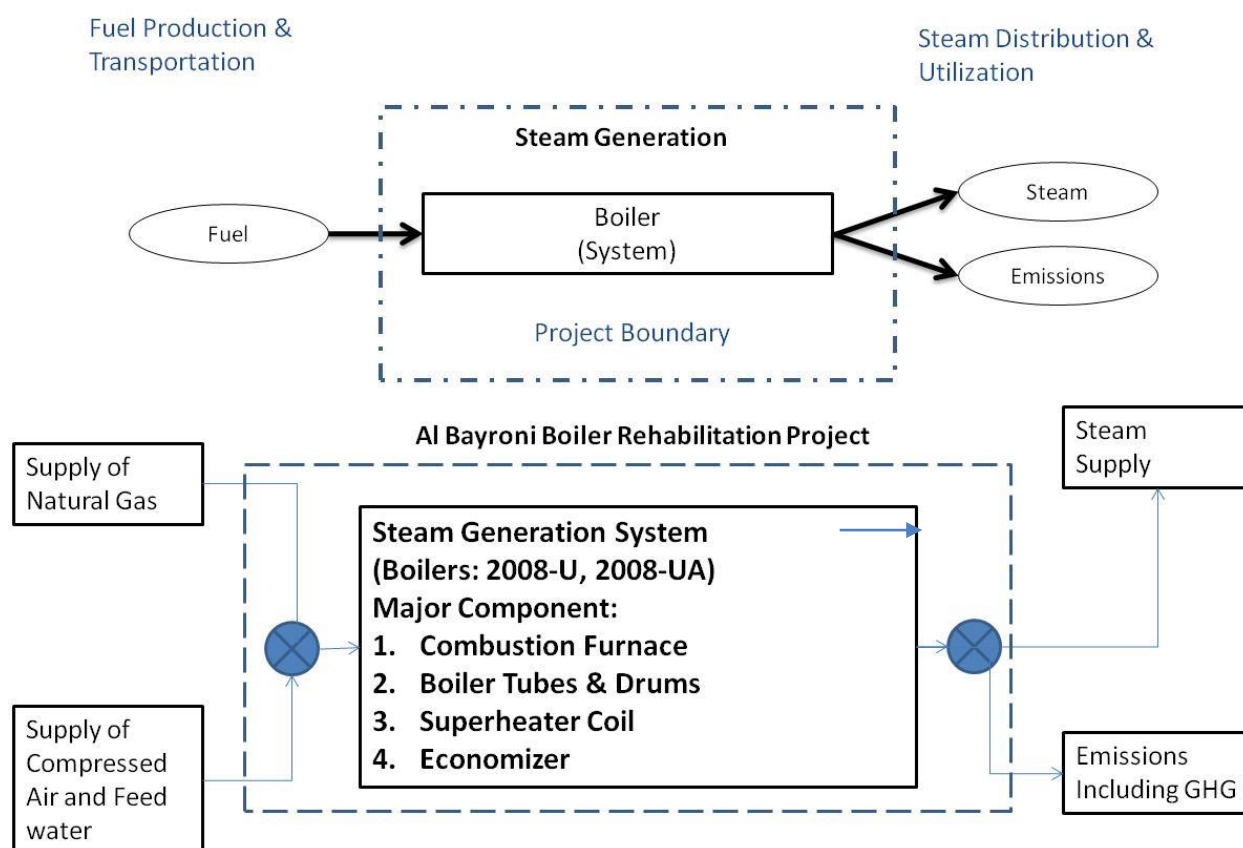 Fuel Production &
Transportation
Steam Distribution &
Utilization
Steam Generation
Fuel
Boiler
(System)
Steam
Emissions
Project Boundary
Al Bayroni Boiler Rehabilitation Project
Supply of
Natural Gas
Steam
Supply
Steam Generation System
(Boilers: 2008-U, 2008-UA)
Major Component:
1. Combustion Furnace
2. Boiler Tubes & Drums
3. Superheater Coil
4. Economizer
Supply of
Compressed
Air and Feed
water
Emissions
Including GHG